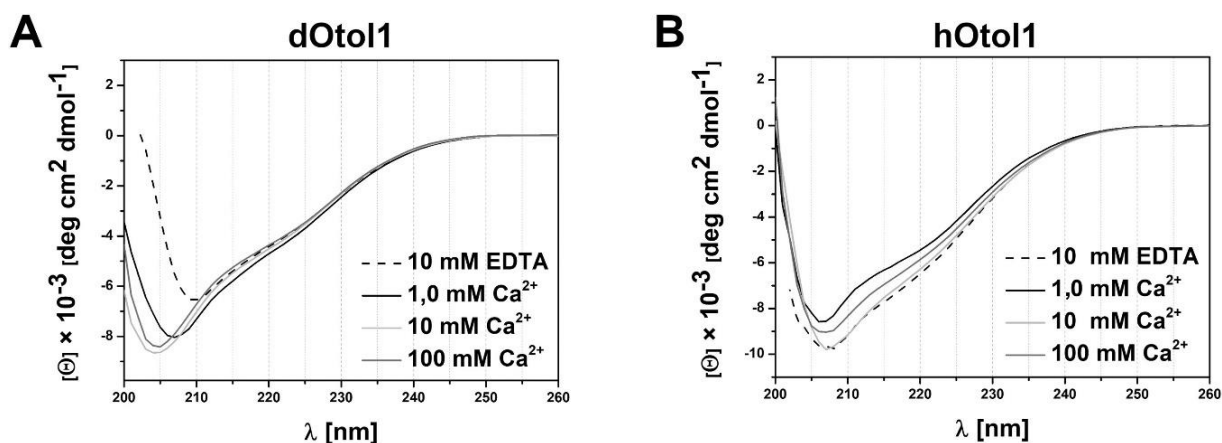 A
dOtol1
[Θ] × 10⁻³ [deg cm² dmol⁻¹]
2
0
-2
-4
-6
-8
10 mM EDTA
1,0 mM Ca²⁺
10 mM Ca²⁺
100 mM Ca²⁺
200 210 220 230 240 250 260
λ [nm]
B
hOtol1
[Θ] × 10⁻³ [deg cm² dmol⁻¹]
2
0
-2
-4
-6
-8
-10
10 mM EDTA
1,0 mM Ca²⁺
10 mM Ca²⁺
100 mM Ca²⁺
200 210 220 230 240 250 260
λ [nm]